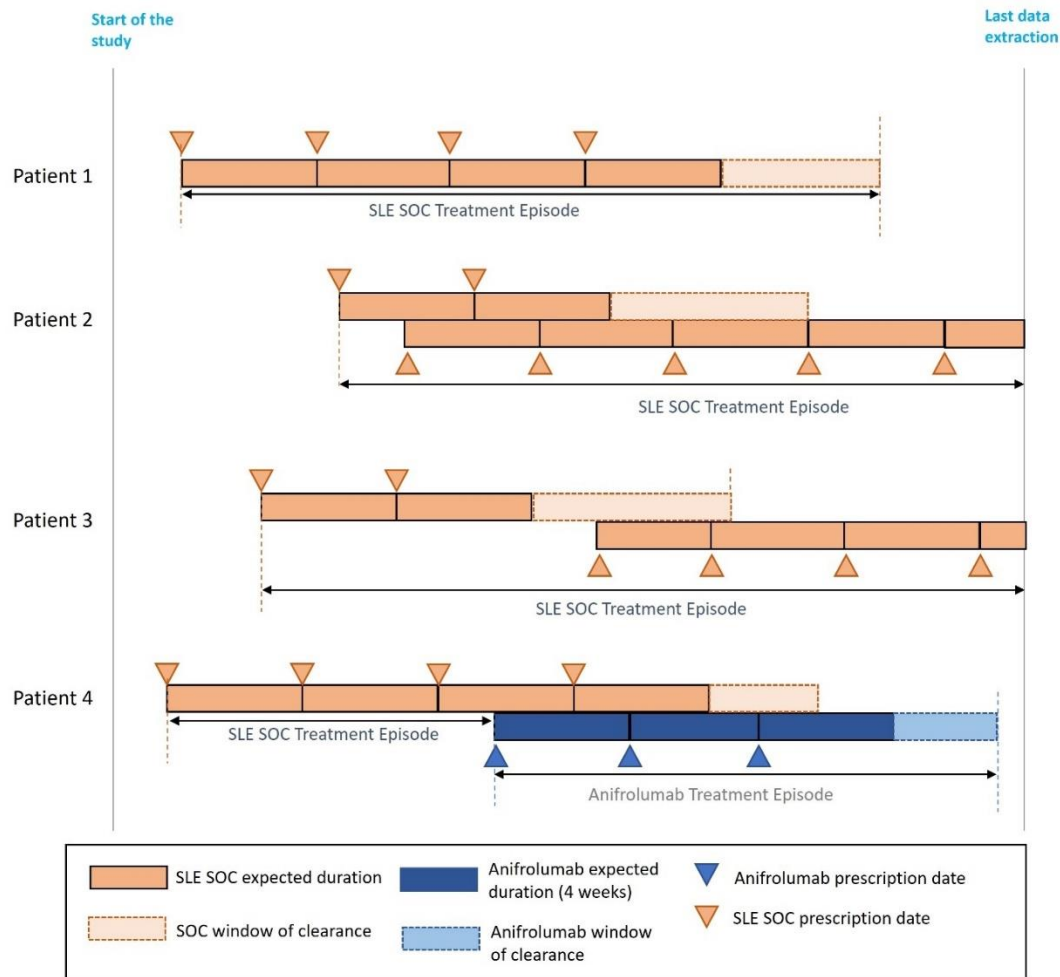 Start of the
study
Last data
extraction
Patient 1
SLE SOC Treatment Episode
Patient 2
SLE SOC Treatment Episode
Patient 3
SLE SOC Treatment Episode
Patient 4
SLE SOC Treatment Episode
Anifrolumab Treatment Episode
SLE SOC expected duration
Anifrolumab expected
duration (4 weeks)
Anifrolumab prescription date
SOC window of clearance
Anifrolumab window
of clearance
SLE SOC prescription date